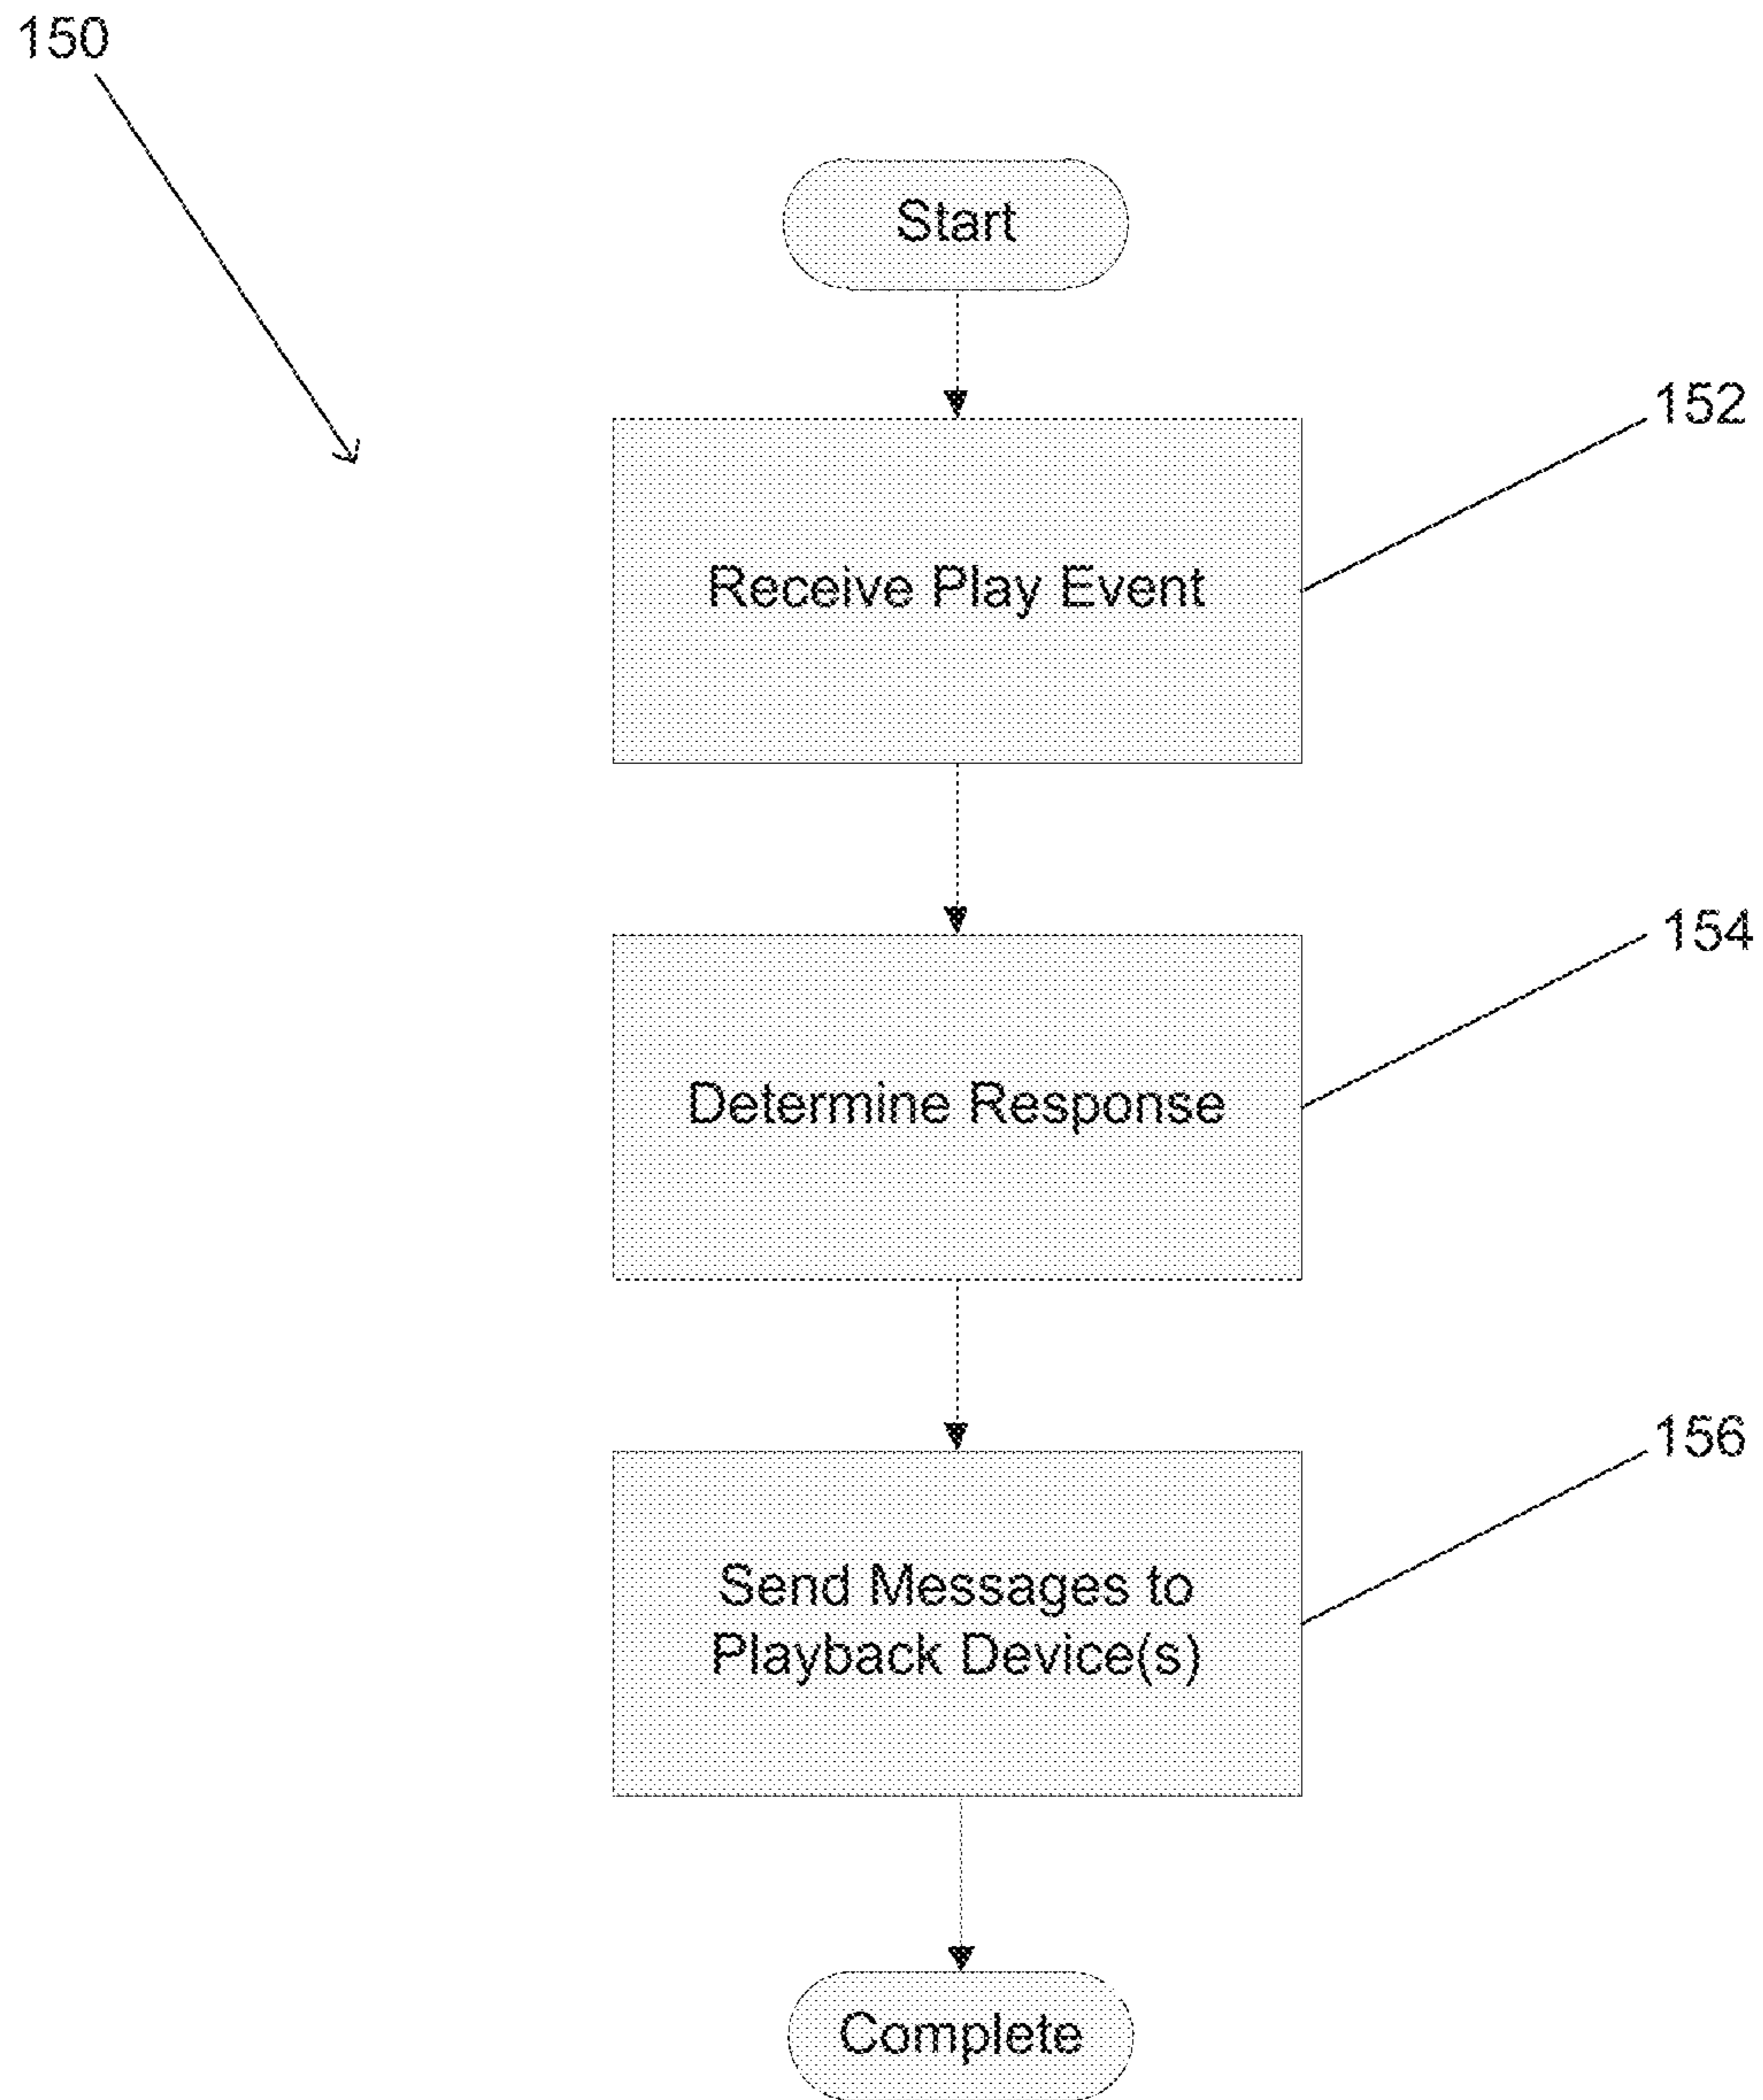 150
Start
152
Receive Play Event
154
Determine Response
156
Send Messages to
Playback Device(s)
Complete